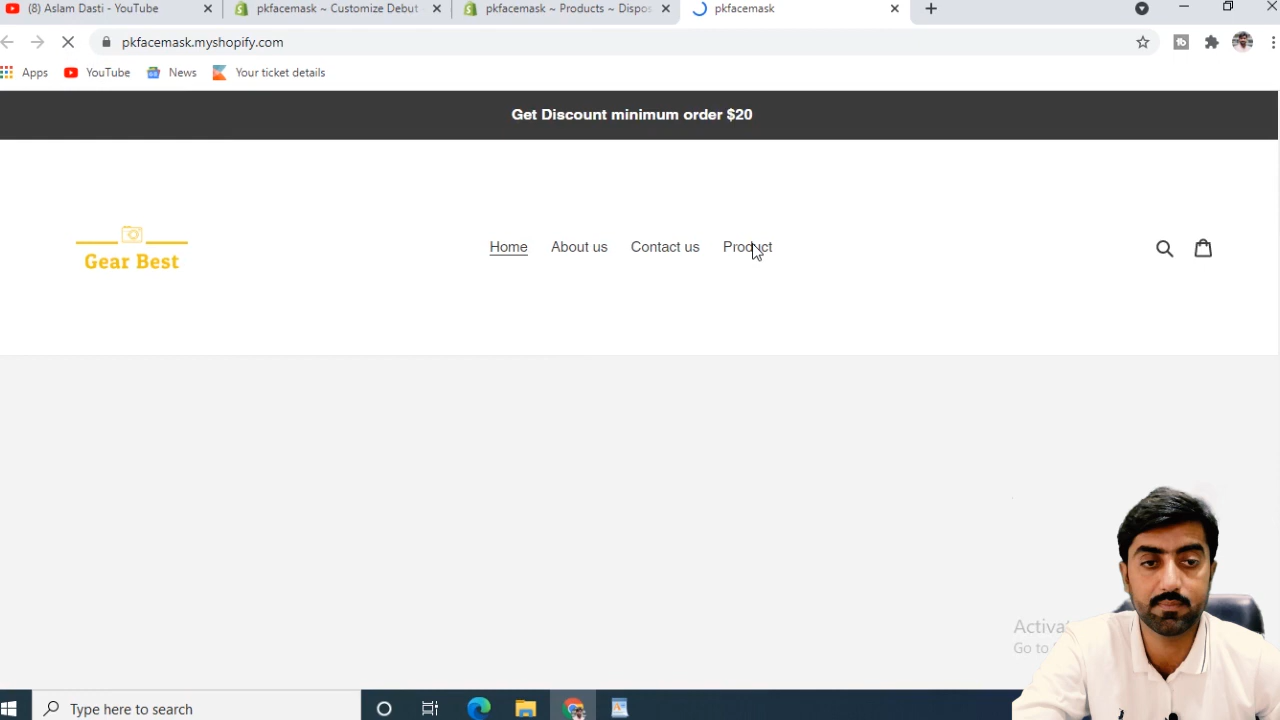 (8) Aslam Dasti - YouTube
pkfacemask ~ Customize Debut
pkfacemask ~ Products ~ Dispos
pkfacemask
pkfacemask.myshopify.com
Apps
YouTube
News
Your ticket details
Get Discount minimum order $20
Gear Best
Home
About us
Contact us
Product
Go to
Type here to search